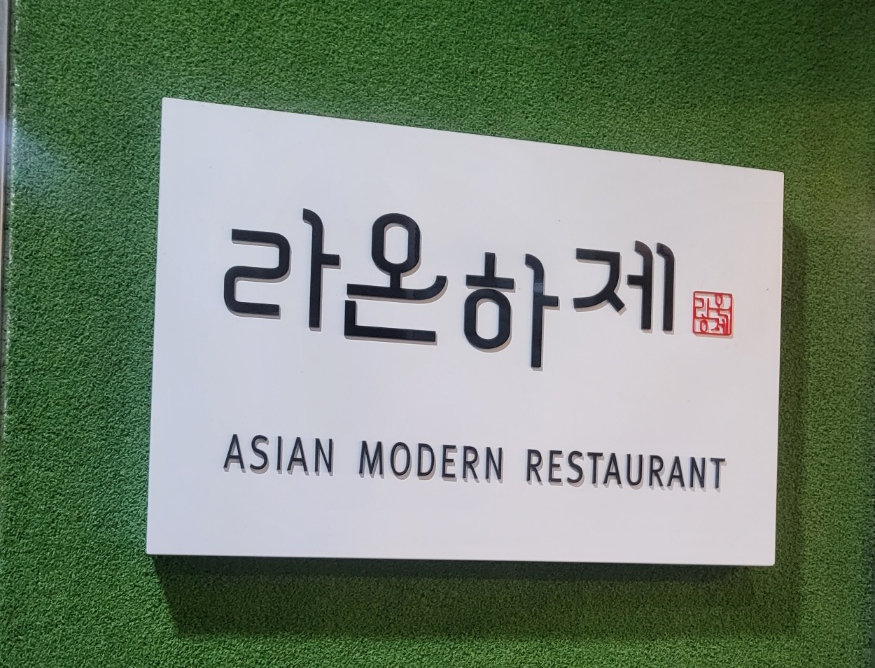 라온하제
ASIAN MODERN RESTAURANT